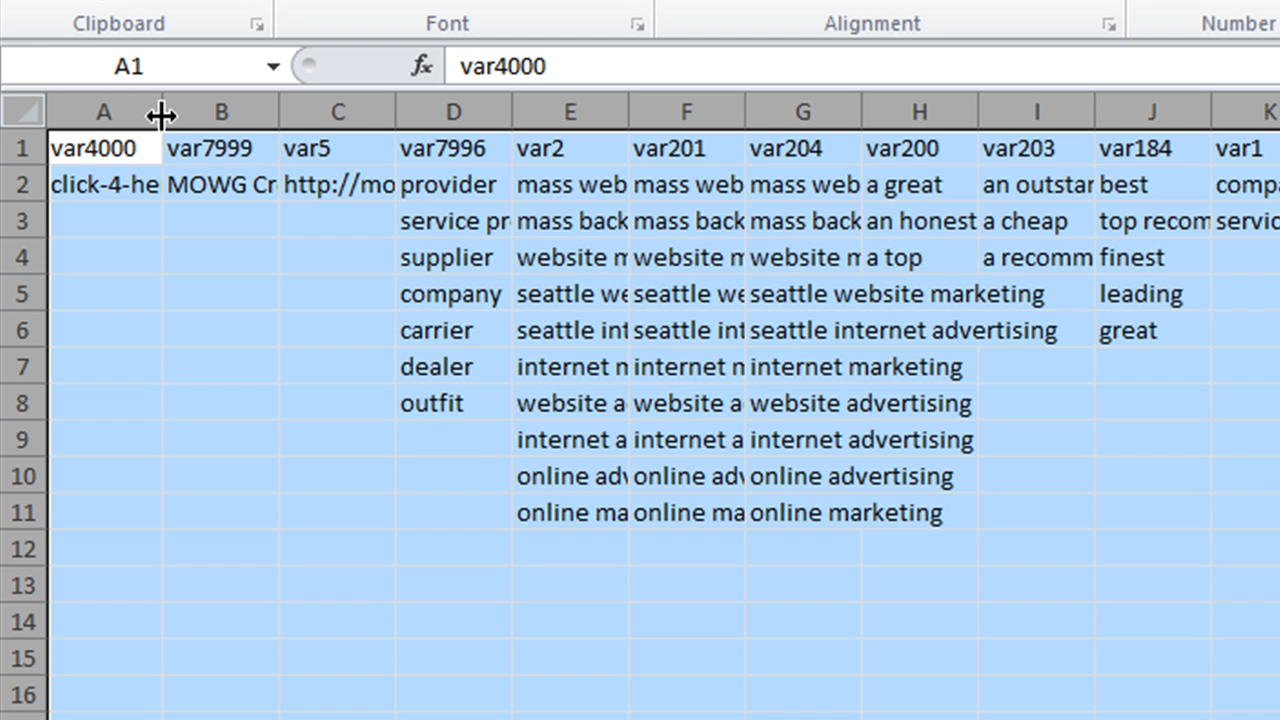 Clipboard Font Alignment Number
A1 fx var4000
A B C D E F G H I J K
1 var4000 var7999 var5 var7996 var2 var201 var204 var200 var203 var184 var1
2 click-4-he MOWG Cr http://mo provider mass web mass web mass web a great an outstar best compa
3 service pr mass back mass back mass back an honest a cheap top recom servic
4 supplier website m website m website m a top a recomm finest
5 company seattle we seattle we seattle website marketing leading
6 carrier seattle int seattle int seattle internet advertising great
7 dealer internet m internet m internet marketing
8 outfit website a website a website advertising
9 internet a internet a internet advertising
10 online adv online adv online advertising
11 online ma online ma online marketing
12
13
14
15
16